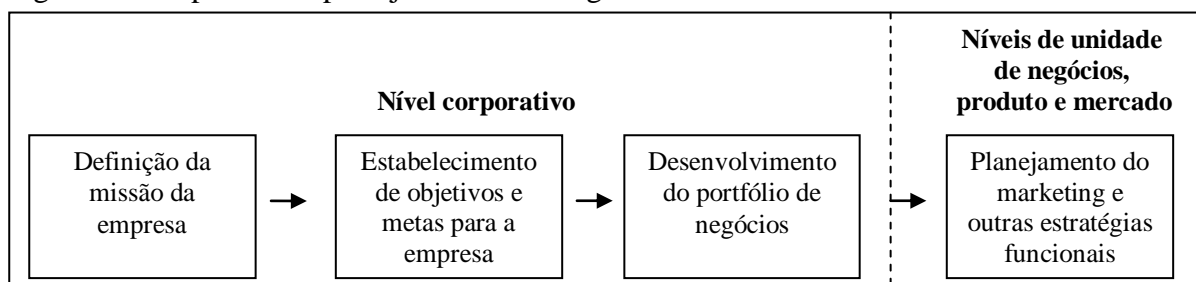 Níveis de unidade
de negócios,
produto e mercado
Nível corporativo
Definição da
missão da
empresa
Estabelecimento
de objetivos e
metas para a
empresa
Desenvolvimento
do portfólio de
negócios
Planejamento do
marketing e
outras estratégias
funcionais